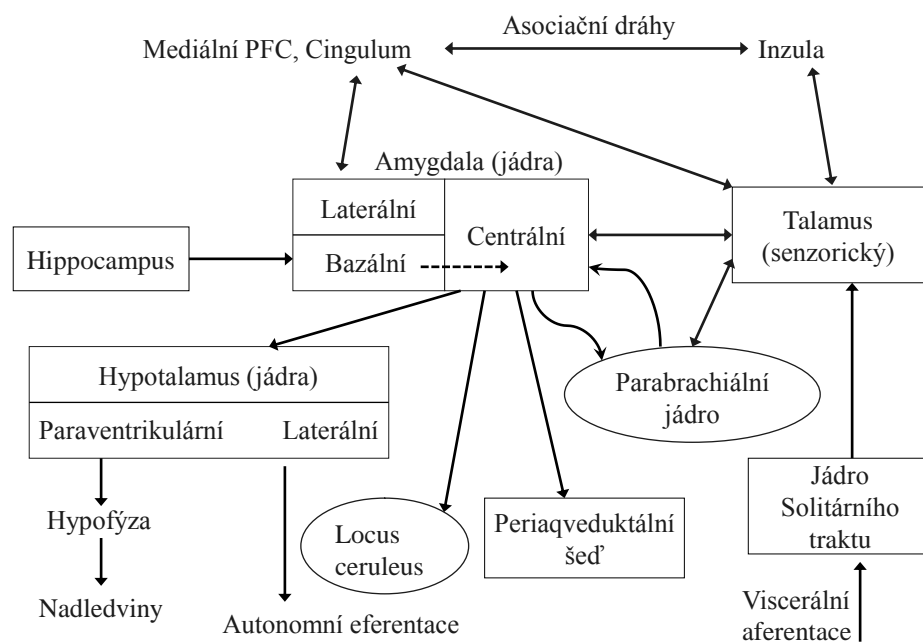 Asociační dráhy
Mediální PFC, Cingulum
Inzula
Amygdala (jádra)
Laterální
Centrální
Bazální
Talamus
(senzorický)
Hippocampus
Hypotalamus (jádra)
Paraventrikulární
Laterální
Parabrachiální
jádro
Hypofýza
Nadledviny
Autonomní eferentace
Locus
ceruleus
Periaqveduktální
šeď
Jádro
Solitárního
traktu
Viscerální
aferentace